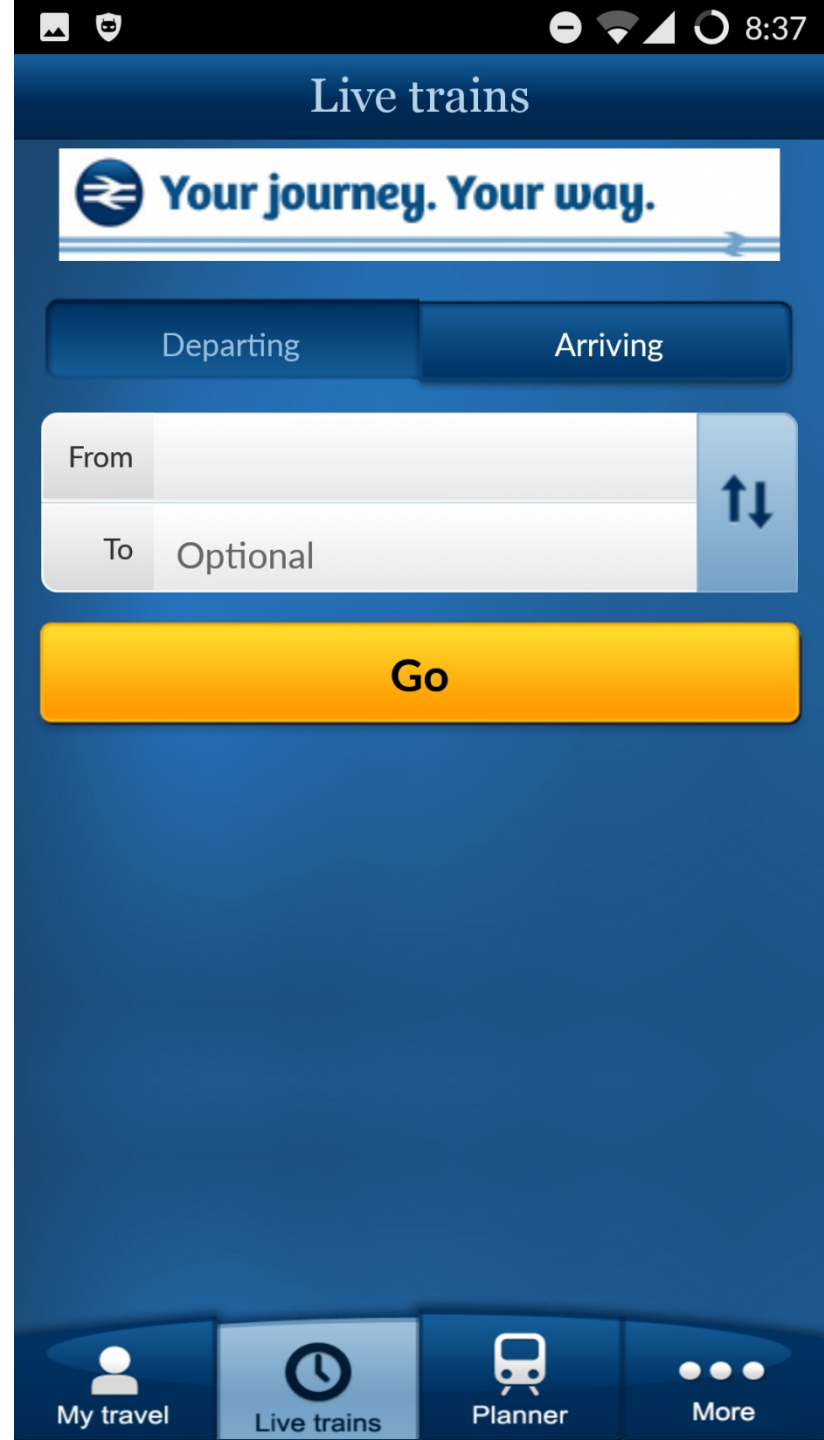 8:37
Live trains
Your journey. Your way.
Departing Arriving
From
To Optional
Go
My travel Live trains Planner More